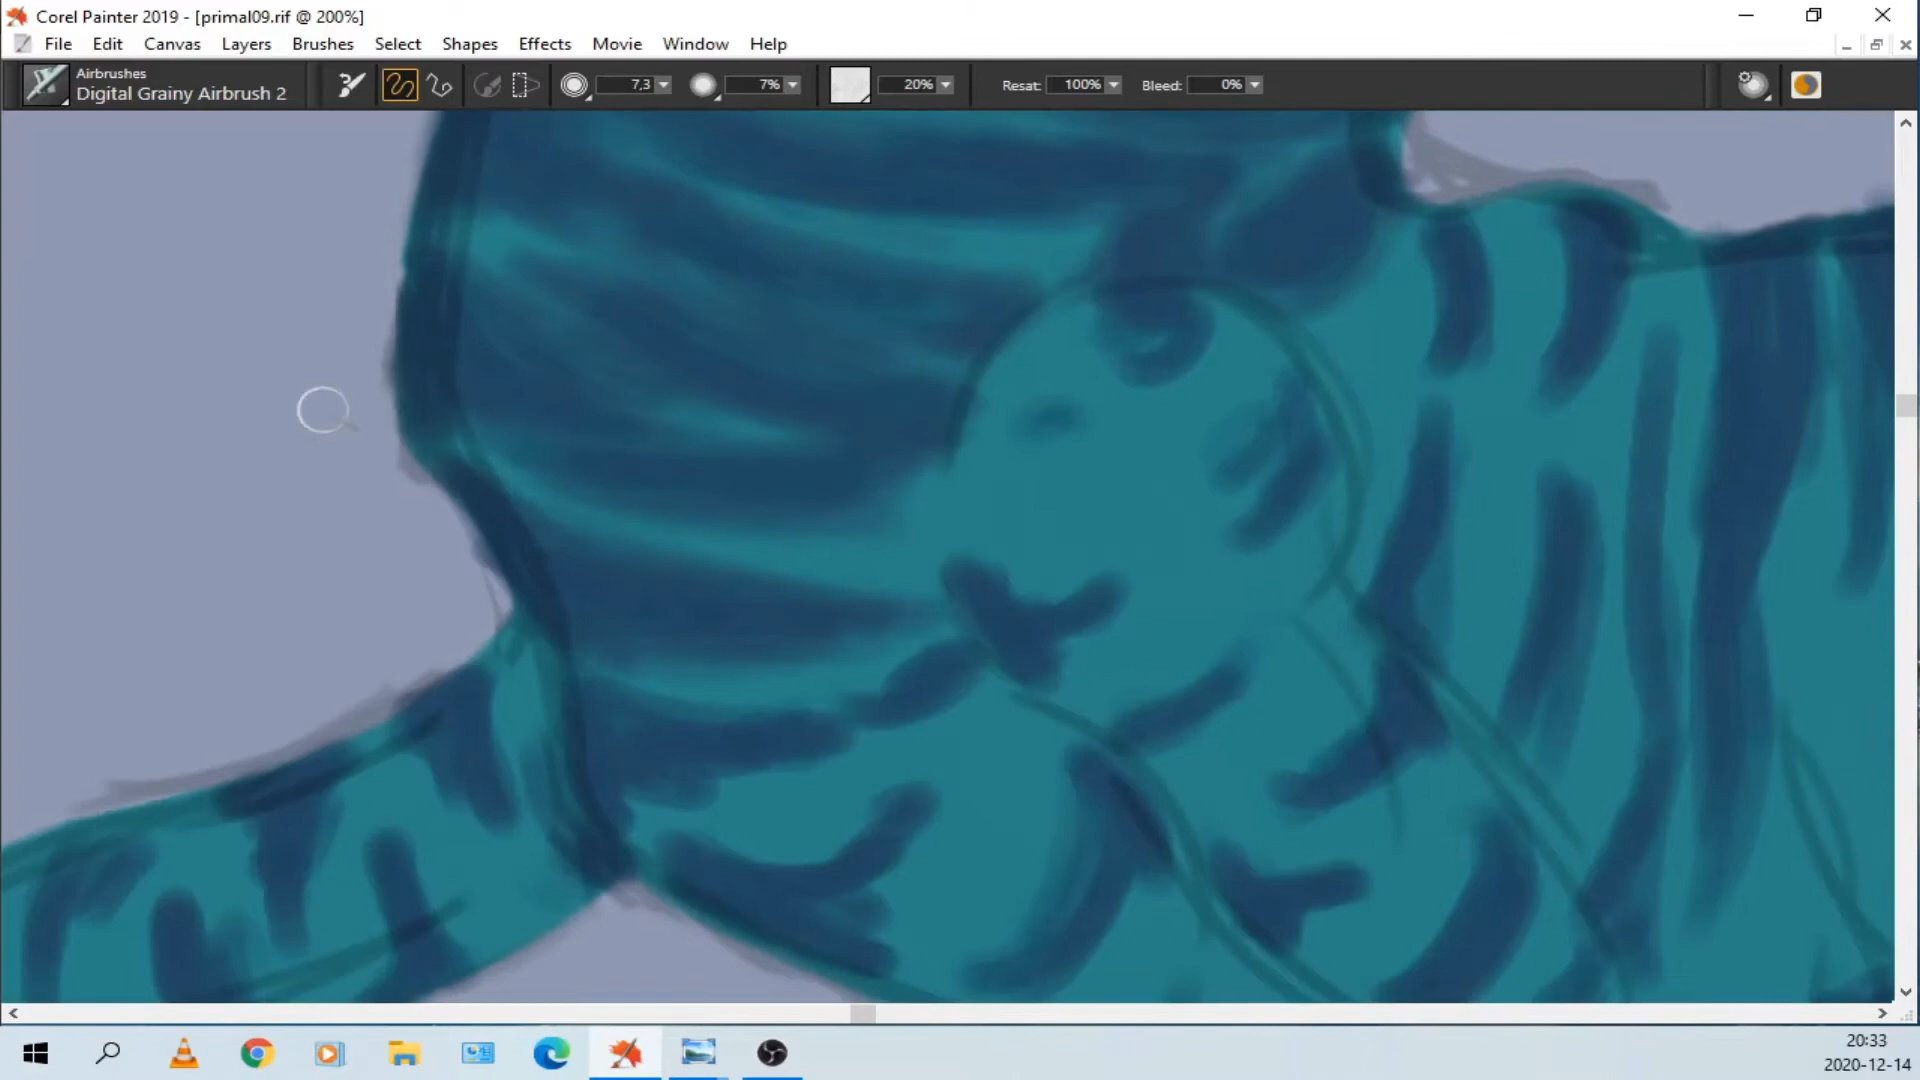 Corel Painter 2019 - [primal09.rif @ 200%]
File Edit Canvas Layers Brushes Select Shapes Effects Movie Window Help
Airbrushes
Digital Grainy Airbrush 2
7,3 7% 20% Resat: 100% Bleed: 0%
20:33
2020-12-14